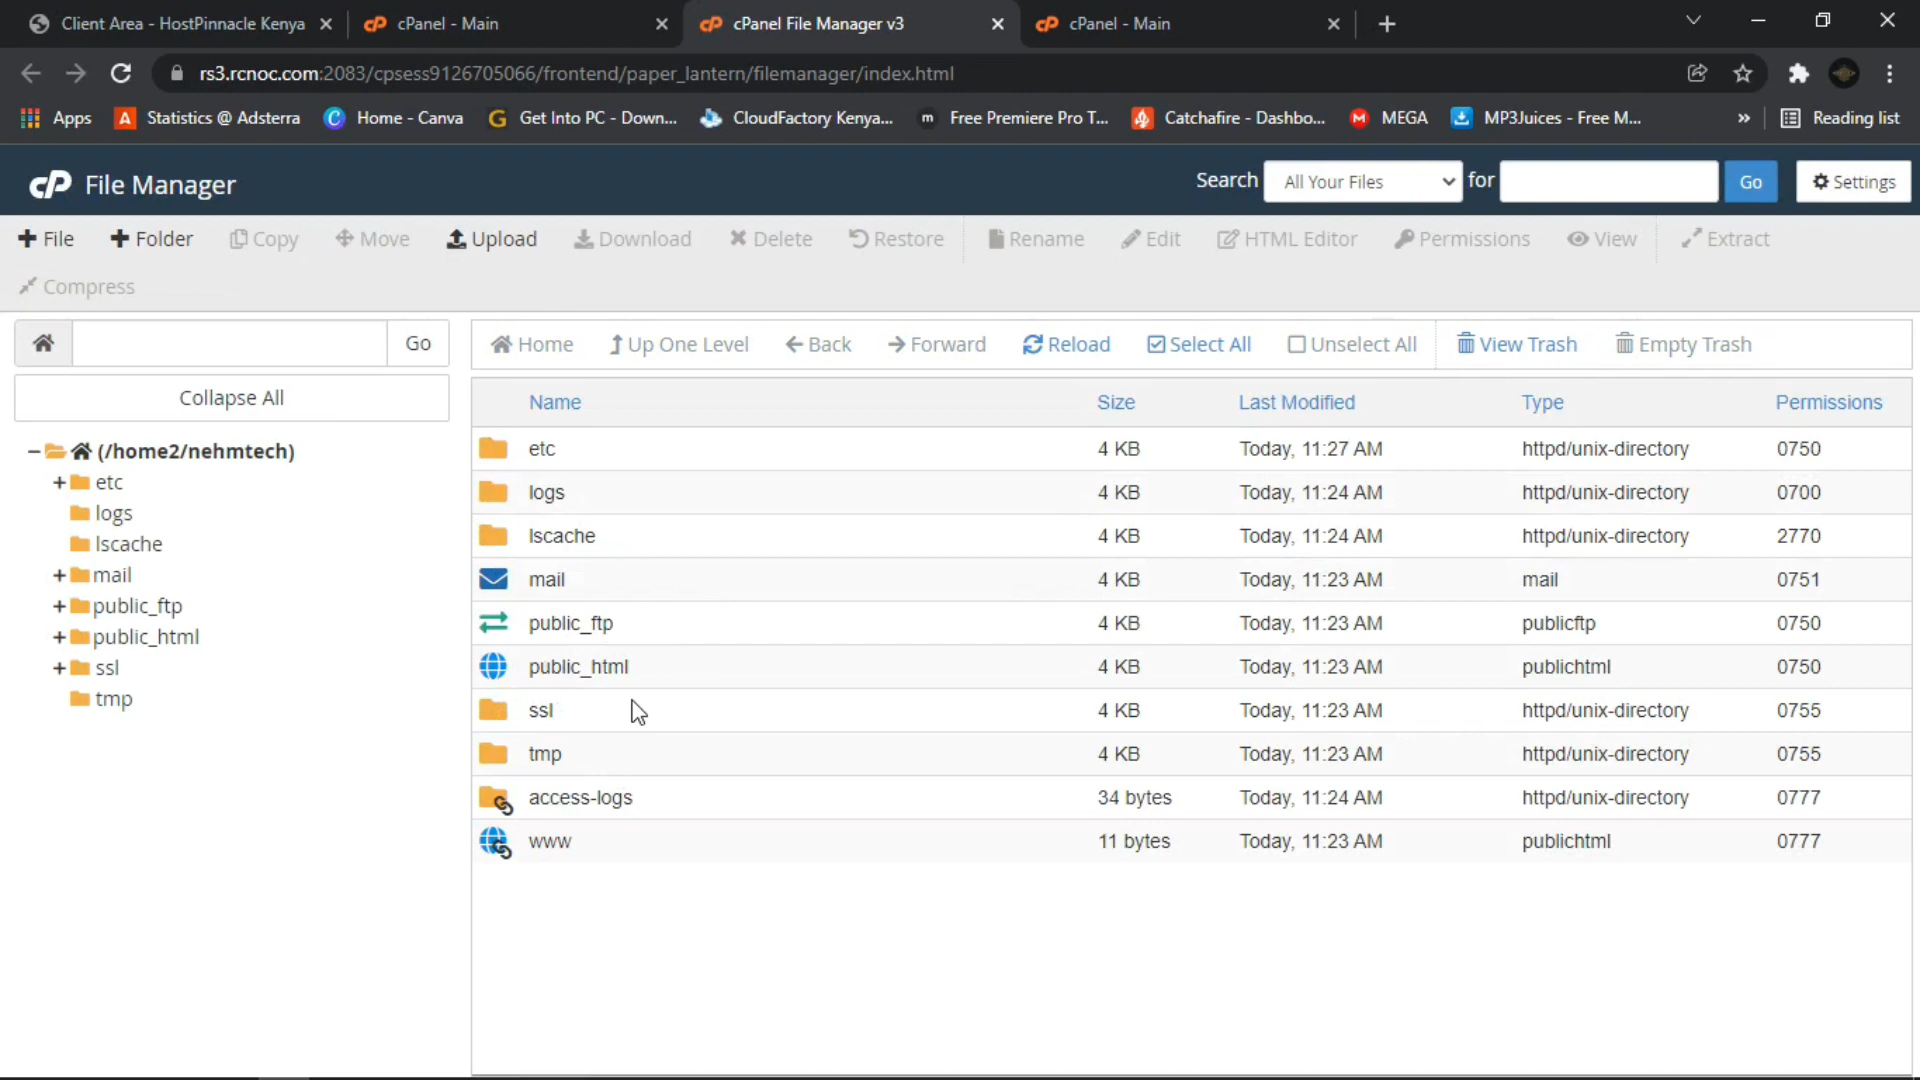 Client Area - HostPinnacle Kenya
cPanel - Main
cPanel File Manager v3
cPanel - Main
rs3.rcnoc.com:2083/cpsess9126705066/frontend/paper_lantern/filemanager/index.html
Apps
Statistics @ Adsterra
Home - Canva
Get Into PC - Down...
CloudFactory Kenya...
Free Premiere Pro T...
Catchafire - Dashbo...
MEGA
MP3Juices - Free M...
»
Reading list
cP File Manager
Search
All Your Files
for
Go
Settings
File
Folder
Copy
Move
Upload
Download
Delete
Restore
Rename
Edit
HTML Editor
Permissions
View
Extract
Compress
Go
Home
Up One Level
Back
Forward
Reload
Select All
Unselect All
View Trash
Empty Trash
Collapse All
(/home2/nehmtech)
etc
logs
lscache
mail
public_ftp
public_html
ssl
tmp
Name Size Last Modified Type Permissions
etc 4 KB Today, 11:27 AM httpd/unix-directory 0750
logs 4 KB Today, 11:24 AM httpd/unix-directory 0700
lscache 4 KB Today, 11:24 AM httpd/unix-directory 2770
mail 4 KB Today, 11:23 AM mail 0751
public_ftp 4 KB Today, 11:23 AM publicftp 0750
public_html 4 KB Today, 11:23 AM publichtml 0750
ssl 4 KB Today, 11:23 AM httpd/unix-directory 0755
tmp 4 KB Today, 11:23 AM httpd/unix-directory 0755
access-logs 34 bytes Today, 11:24 AM httpd/unix-directory 0777
www 11 bytes Today, 11:23 AM publichtml 0777